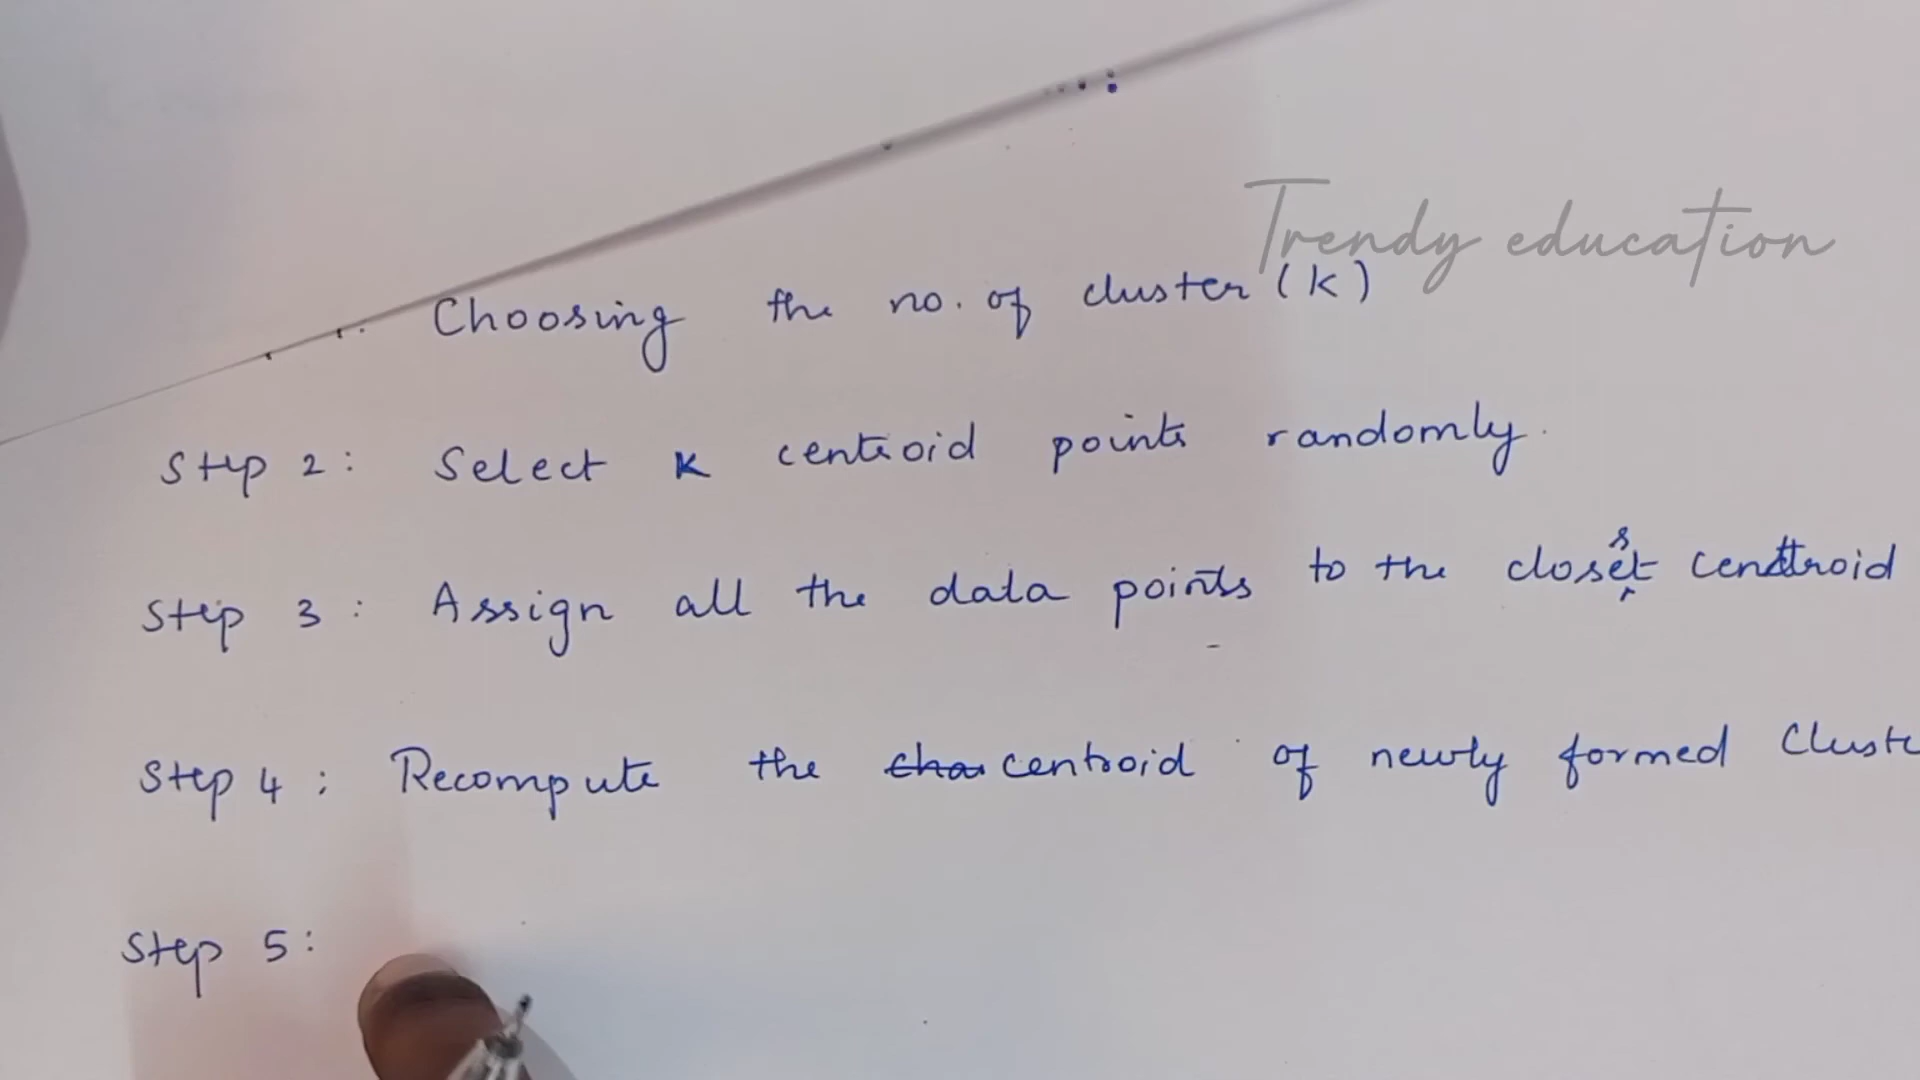 Trendy education
Choosing the no. of cluster (K)
Step 2: Select K centroid points randomly.
Step 3: Assign all the data points to the closest centroid
Step 4: Recompute the centroid of newly formed Cluste
Step 5: